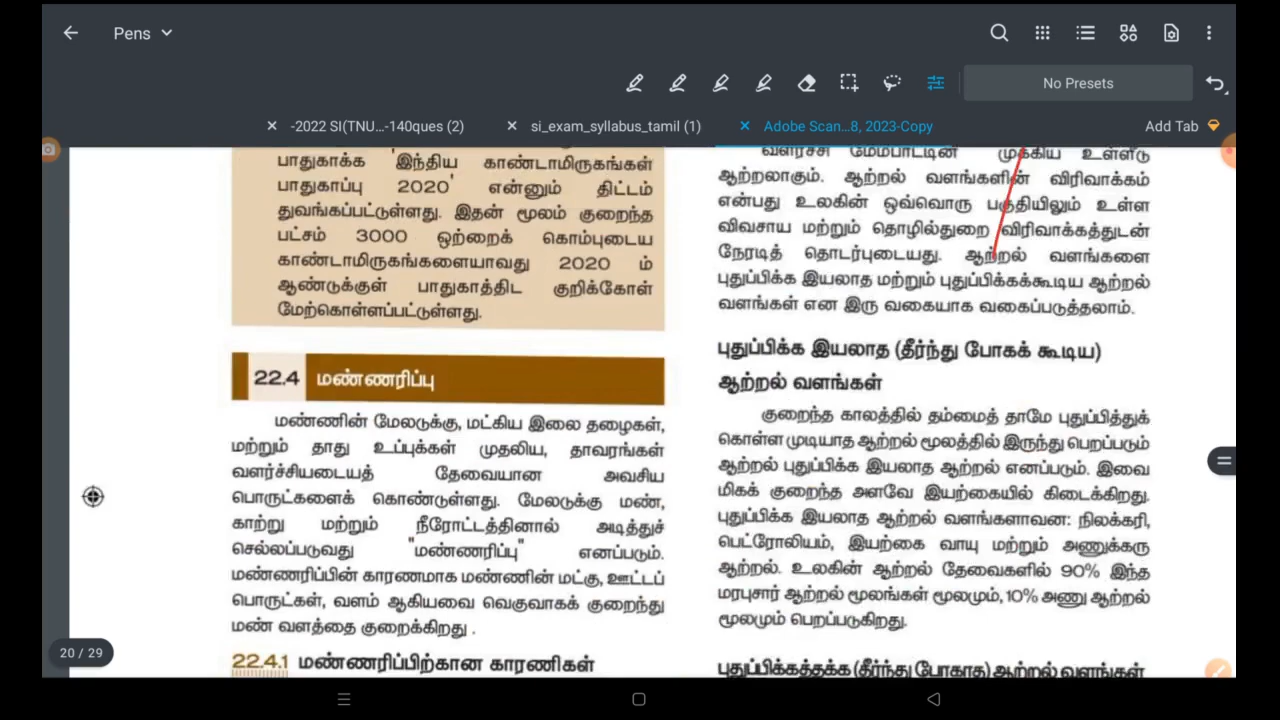 Pens
No Presets
-2022 SI(TNU...-140ques (2)
si_exam_syllabus_tamil (1)
Adobe Scan...8, 2023-Copy
Add Tab
பாதுகாக்க 'இந்திய காண்டாமிருகங்கள்
பாதுகாப்பு 2020' என்னும் திட்டம்
துவங்கப்பட்டுள்ளது. இதன் மூலம் குறைந்த
பட்சம் 3000 ஒற்றைக் கொம்புடைய
காண்டாமிருகங்களையாவது 2020 ம்
ஆண்டுக்குள் பாதுகாத்திட குறிக்கோள்
மேற்கொள்ளப்பட்டுள்ளது.
22.4 மண்ணரிப்பு
மண்ணின் மேலடுக்கு, மட்கிய இலை தழைகள்,
மற்றும் தாது உப்புக்கள் முதலிய, தாவரங்கள்
வளர்ச்சியடையத் தேவையான அவசிய
பொருட்களைக் கொண்டுள்ளது. மேலடுக்கு மண்,
காற்று மற்றும் நீரோட்டத்தினால் அடித்துச்
செல்லப்படுவது "மண்ணரிப்பு" எனப்படும்.
மண்ணரிப்பின் காரணமாக மண்ணின் மட்கு, ஊட்டப்
பொருட்கள், வளம் ஆகியவை வெகுவாகக் குறைந்து
மண் வளத்தை குறைக்கிறது .
22.4.1 மண்ணரிப்பிற்கான காரணிகள்
வளர்ச்சி மேம்பாட்டின் முக்கிய உள்ளீடு
ஆற்றலாகும். ஆற்றல் வளங்களின் விரிவாக்கம்
என்பது உலகின் ஒவ்வொரு பகுதியிலும் உள்ள
விவசாய மற்றும் தொழில்துறை விரிவாக்கத்துடன்
நேரடித் தொடர்புடையது. ஆற்றல் வளங்களை
புதுப்பிக்க இயலாத மற்றும் புதுப்பிக்கக்கூடிய ஆற்றல்
வளங்கள் என இரு வகையாக வகைப்படுத்தலாம்.
புதுப்பிக்க இயலாத (தீர்ந்து போகக் கூடிய)
ஆற்றல் வளங்கள்
குறைந்த காலத்தில் தம்மைத் தாமே புதுப்பித்துக்
கொள்ள முடியாத ஆற்றல் மூலத்தில் இருந்து பெறப்படும்
ஆற்றல் புதுப்பிக்க இயலாத ஆற்றல் எனப்படும். இவை
மிகக் குறைந்த அளவே இயற்கையில் கிடைக்கிறது.
புதுப்பிக்க இயலாத ஆற்றல் வளங்களாவன: நிலக்கரி,
பெட்ரோலியம், இயற்கை வாயு மற்றும் அணுக்கரு
ஆற்றல். உலகின் ஆற்றல் தேவைகளில் 90% இந்த
மரபுசார் ஆற்றல் மூலங்கள் மூலமும், 10% அணு ஆற்றல்
மூலமும் பெறப்படுகிறது.
புதுப்பிக்கத்தக்க (தீர்ந்து போகாத) ஆற்றல் வளங்கள்
20 / 29